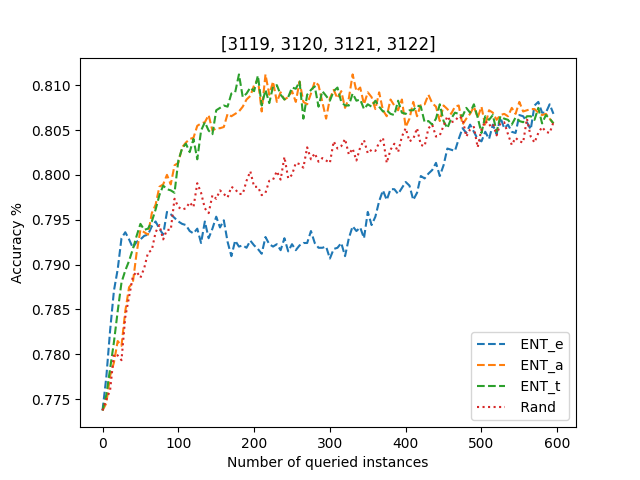 [3119, 3120, 3121, 3122]
Accuracy %
0.810
0.805
0.800
0.795
0.790
0.785
0.780
0.775
0 100 200 300 400 500 600
Number of queried instances
ENT_e
ENT_a
ENT_t
Rand